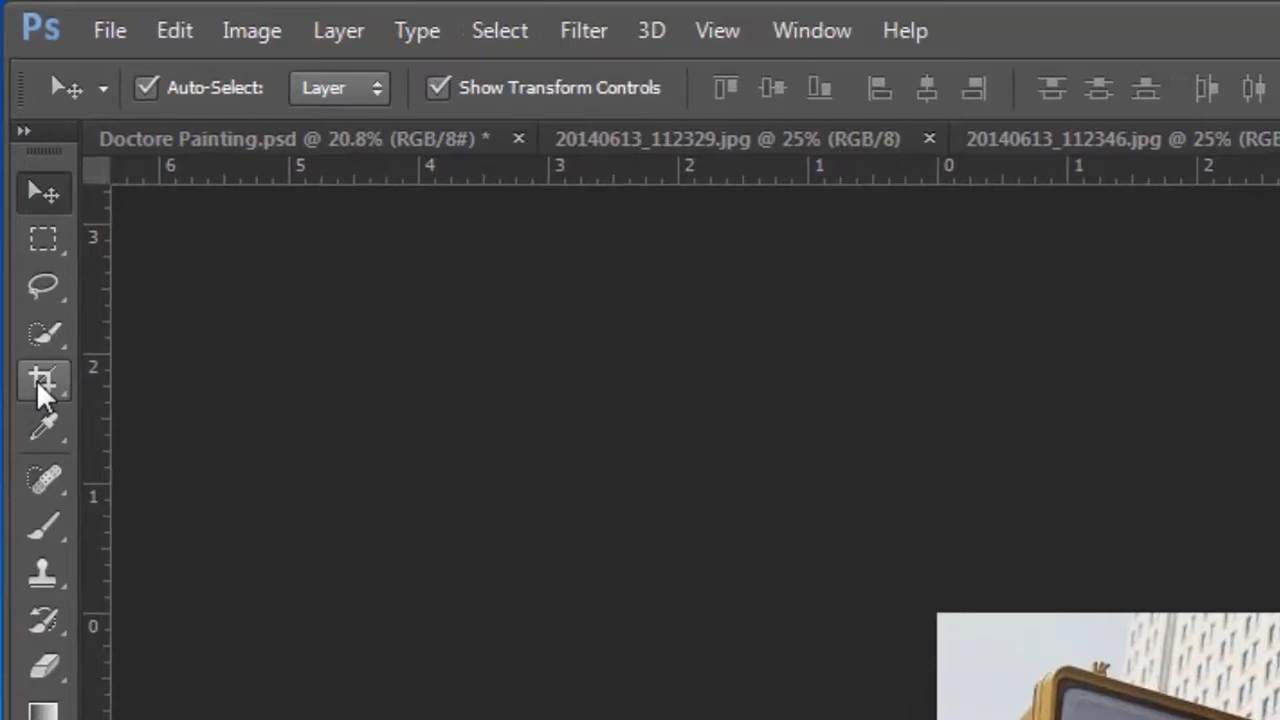 Ps File Edit Image Layer Type Select Filter 3D View Window Help
Auto-Select: Layer Show Transform Controls
Doctore Painting.psd @ 20.8% (RGB/8#) * × 20140613_112329.jpg @ 25% (RGB/8) × 20140613_112346.jpg @ 25% (RGB
6 5 4 3 2 1 0 1 2
3
2
1
0